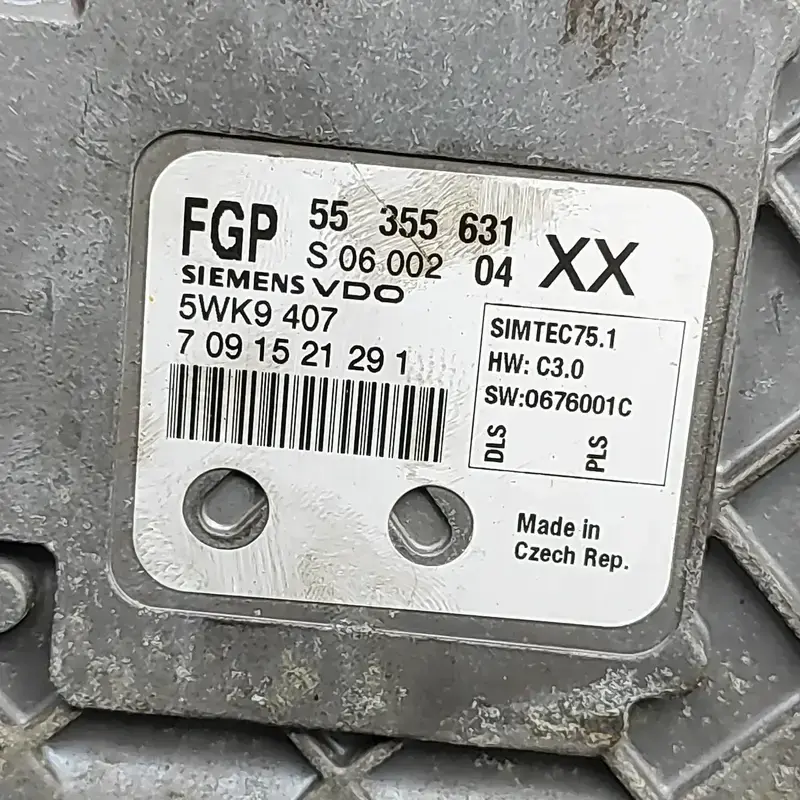 FGP 55 355 631 XX
S 06 002 04
SIEMENS VDO
5WK9 407
7 09 15 21 29 1
SIMTEC75.1
HW: C3.0
SW:0676001C
DLS PLS
Made in
Czech Rep.